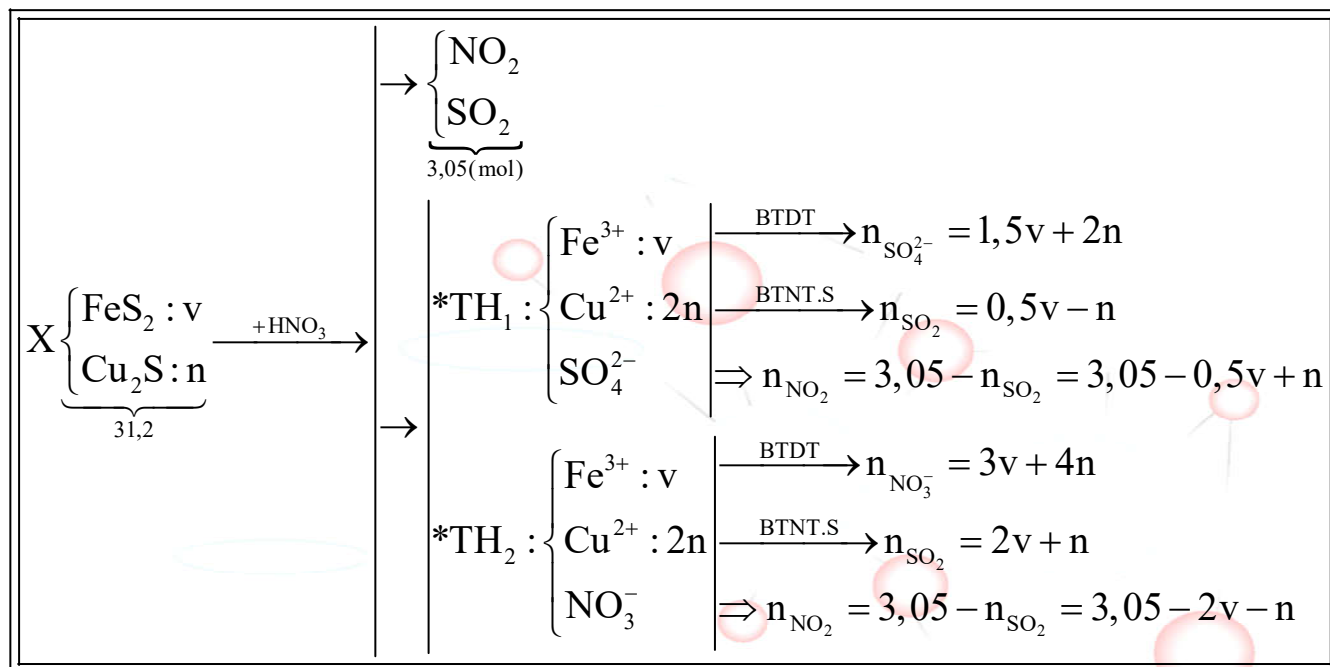 X { FeS₂ : v
Cu₂S : n
31,2
+HNO₃ →
→ { NO₂
SO₂
3,05(mol)
→
*TH₁ : { Fe³⁺ : v
Cu²⁺ : 2n
SO₄²⁻
BTDT → n_{SO₄²⁻} = 1,5v + 2n
BTNT.S → n_{SO₂} = 0,5v − n
⇒ n_{NO₂} = 3,05 − n_{SO₂} = 3,05 − 0,5v + n
*TH₂ : { Fe³⁺ : v
Cu²⁺ : 2n
NO₃⁻
BTDT → n_{NO₃⁻} = 3v + 4n
BTNT.S → n_{SO₂} = 2v + n
⇒ n_{NO₂} = 3,05 − n_{SO₂} = 3,05 − 2v − n